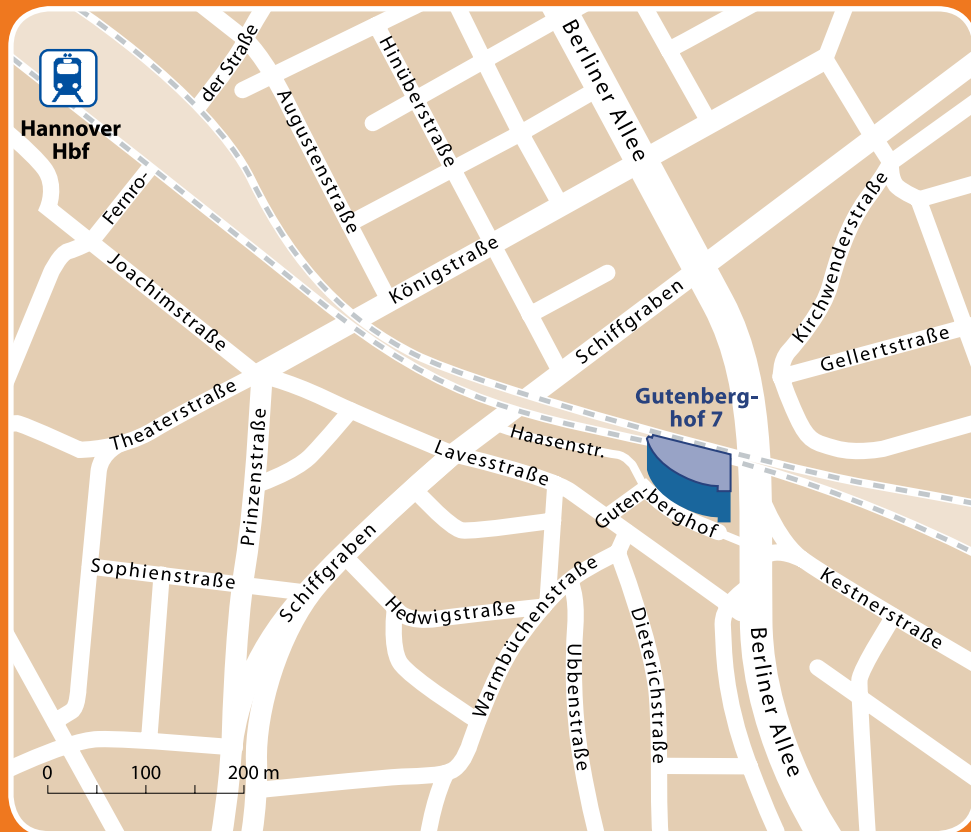 Hannover
Hbf
Fernro-
der Straße
Augustenstraße
Hinüberstraße
Berliner Allee
Joachimstraße
Königstraße
Schiffgraben
Kirchwenderstraße
Gellertstraße
Theaterstraße
Prinzenstraße
Lavesstraße
Haasenstr.
Gutenberg-
hof 7
Guten-
berghof
Sophienstraße
Schiffgraben
Hedwigstraße
Warmbüchenstraße
Ubbenstraße
Dieterichstraße
Berliner Allee
Kestnerstraße
0 100 200 m